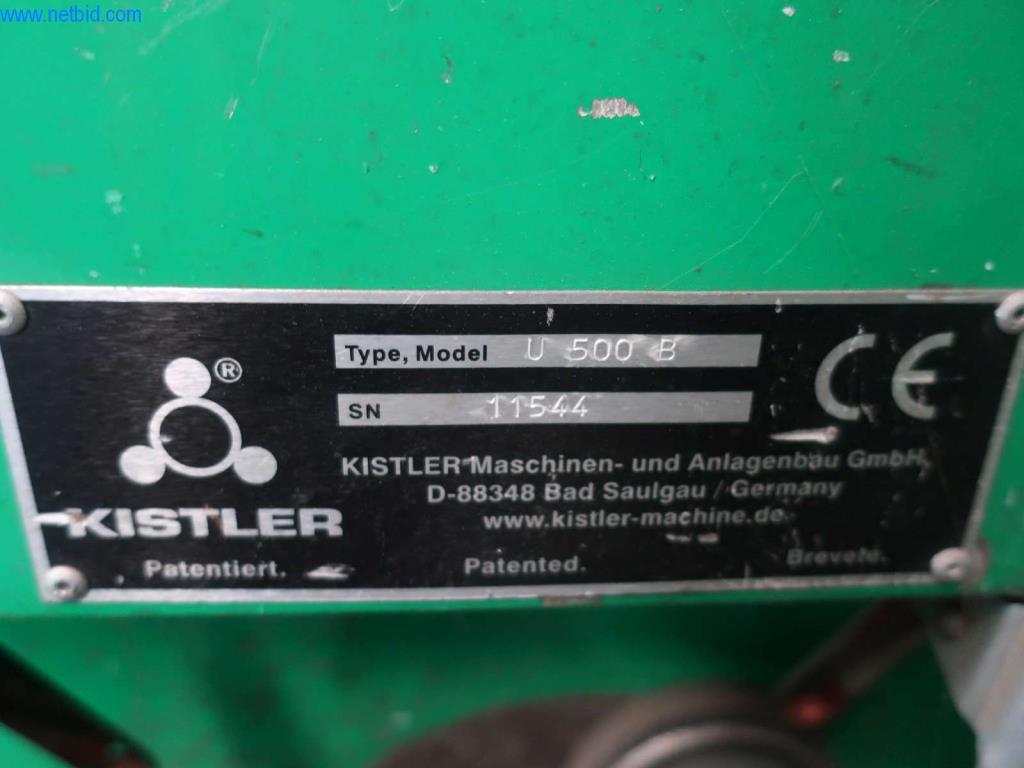 www.netbid.com
®
Type, Model U 500 B
SN 11544
CE
KISTLER Maschinen- und Anlagenbau GmbH
D-88348 Bad Saulgau / Germany
www.kistler-machine.de
KISTLER
Patentiert. Patented. Breveté.